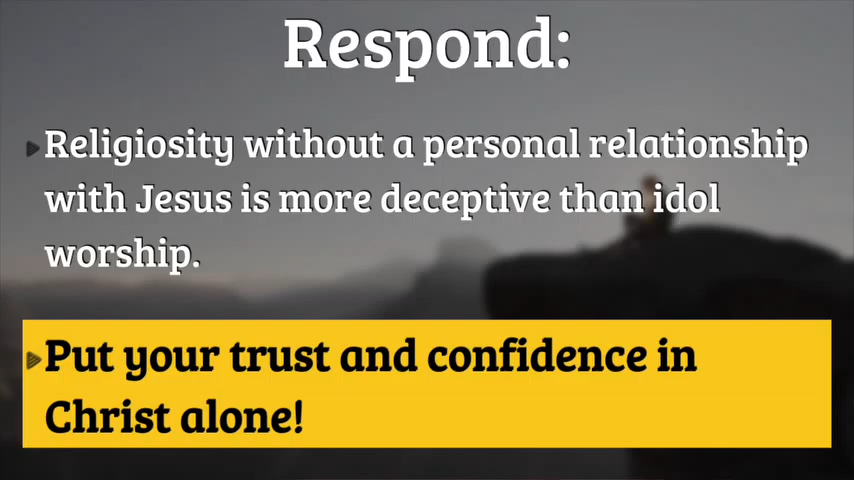 Respond:
Religiosity without a personal relationship
with Jesus is more deceptive than idol
worship.
Put your trust and confidence in
Christ alone!